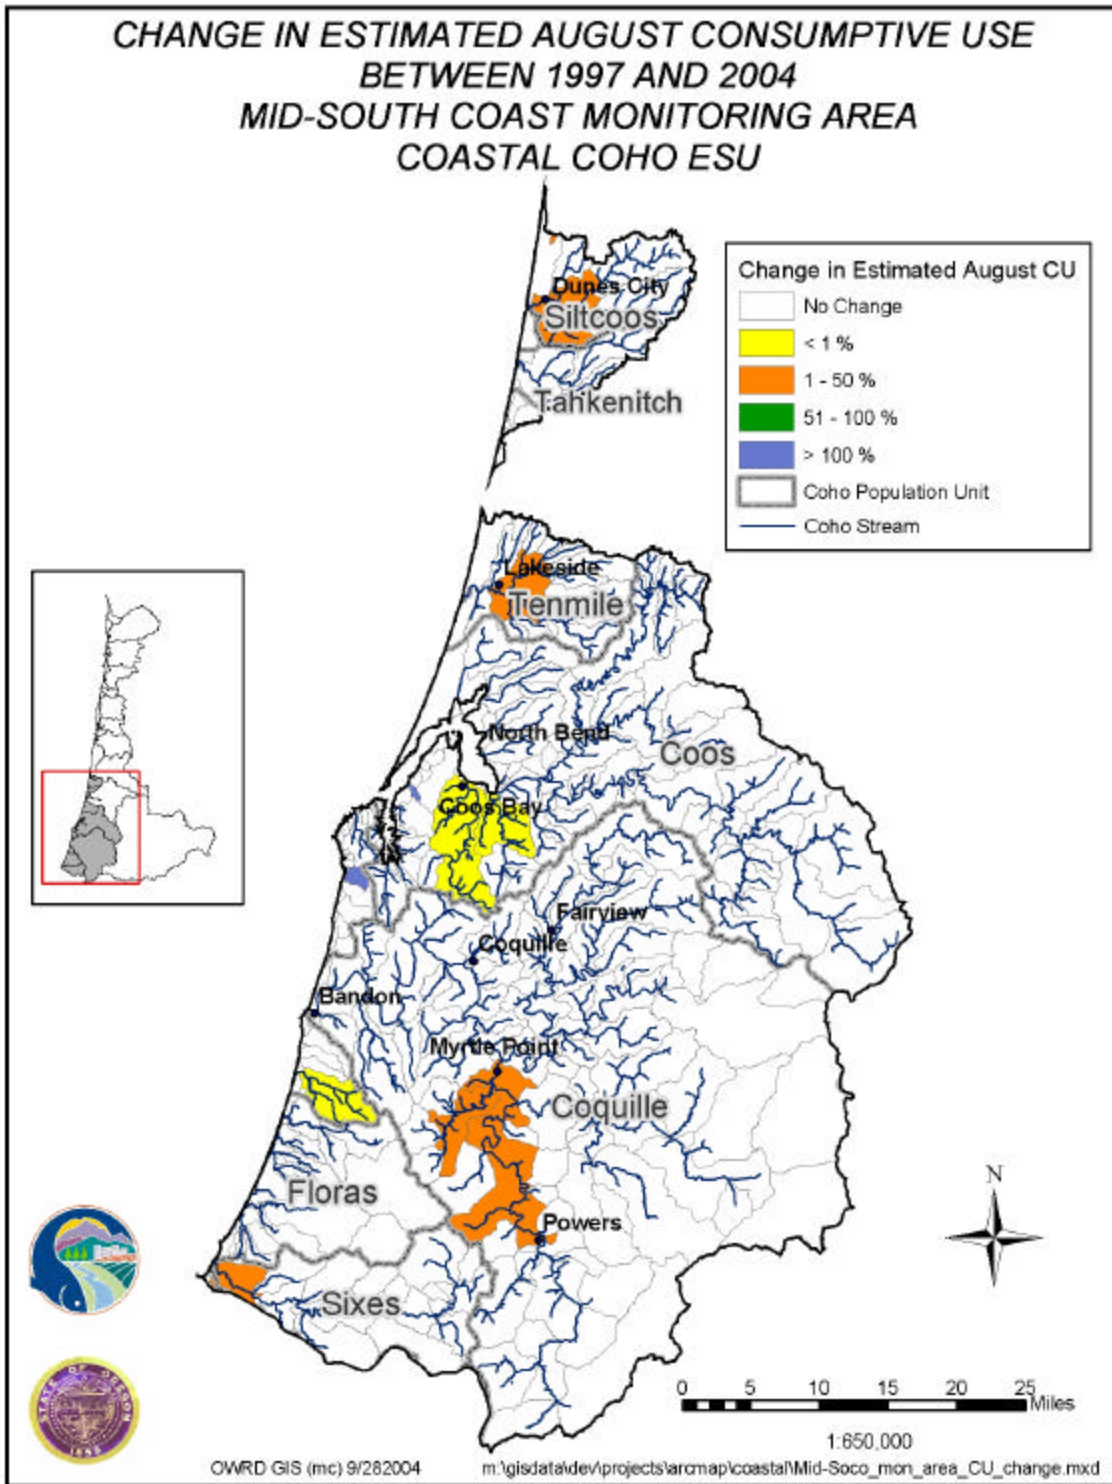 CHANGE IN ESTIMATED AUGUST CONSUMPTIVE USE
BETWEEN 1997 AND 2004
MID-SOUTH COAST MONITORING AREA
COASTAL COHO ESU
Change in Estimated August CU
No Change
< 1 %
1 - 50 %
51 - 100 %
> 100 %
Coho Population Unit
Coho Stream
Dunes City
Siltcoos
Tahkenitch
Lakeside
Tenmile
North Bend
Coos
Coos Bay
Fairview
Coquille
Bandon
Myrtle Point
Coquille
Floras
Powers
Sixes
N
STATE OF OREGON
1859
0 5 10 15 20 25
Miles
1:650,000
OWRD GIS (mc) 9/282004
m:\gisdata\dev\projects\arcmap\coastal\Mid-Soco_mon_area_CU_change.mxd